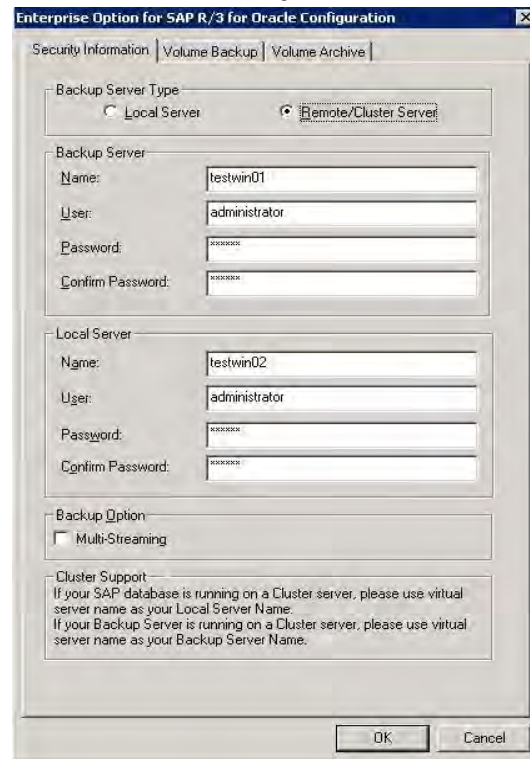 Enterprise Option for SAP R/3 for Oracle Configuration
Security Information Volume Backup Volume Archive
Backup Server Type
Local Server Remote/Cluster Server
Backup Server
Name: testwin01
User: administrator
Password: ××××××
Confirm Password: ××××××
Local Server
Name: testwin02
User: administrator
Password: ××××××
Confirm Password: ××××××
Backup Option
Multi-Streaming
Cluster Support
If your SAP database is running on a Cluster server, please use virtual
server name as your Local Server Name.
If your Backup Server is running on a Cluster server, please use virtual
server name as your Backup Server Name.
OK Cancel